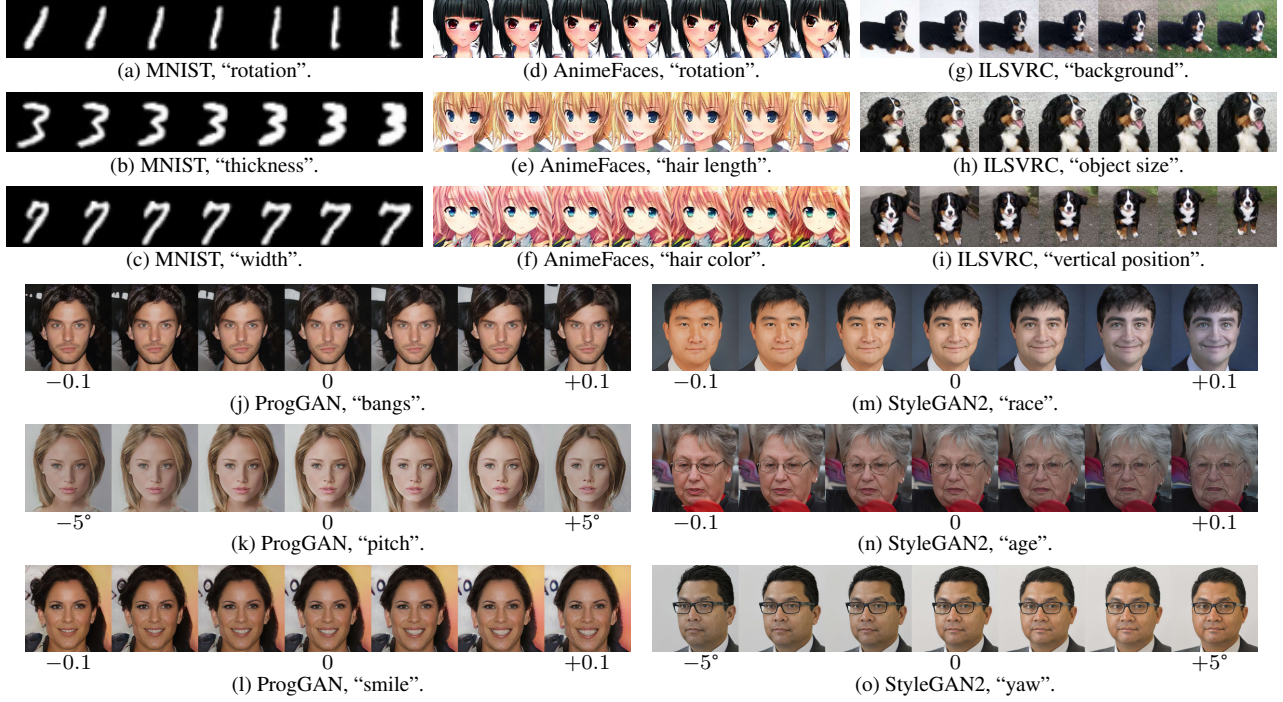 (a) MNIST, “rotation”.
(d) AnimeFaces, “rotation”.
(g) ILSVRC, “background”.
(b) MNIST, “thickness”.
(e) AnimeFaces, “hair length”.
(h) ILSVRC, “object size”.
(c) MNIST, “width”.
(f) AnimeFaces, “hair color”.
(i) ILSVRC, “vertical position”.
−0.1 0 +0.1
(j) ProgGAN, “bangs”.
−0.1 0 +0.1
(m) StyleGAN2, “race”.
−5° 0 +5°
(k) ProgGAN, “pitch”.
−0.1 0 +0.1
(n) StyleGAN2, “age”.
−0.1 0 +0.1
(l) ProgGAN, “smile”.
−5° 0 +5°
(o) StyleGAN2, “yaw”.